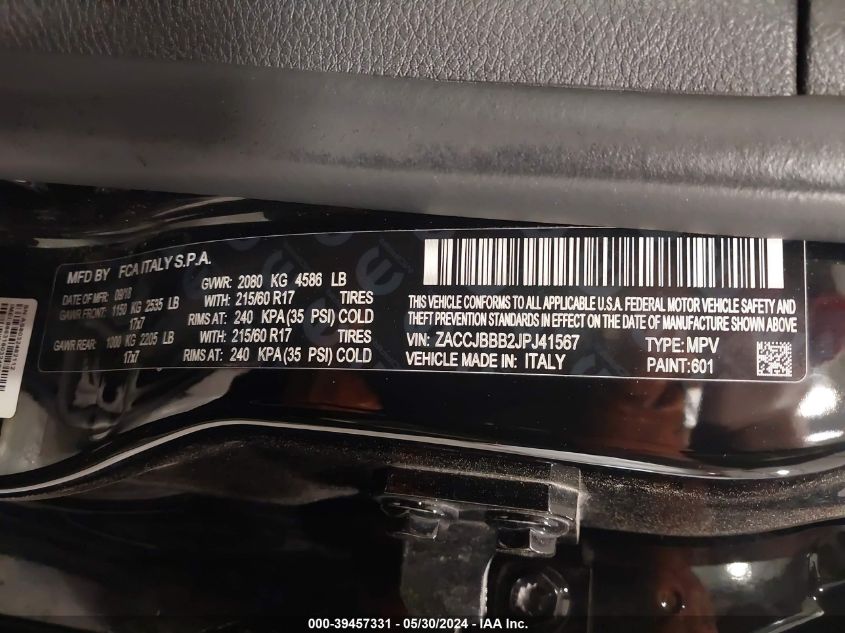 MFD BY FCA ITALY S.P.A.
DATE OF MFR: 09/18 GVWR: 2080 KG 4586 LB
GAWR FRONT: 1150 KG 2535 LB WITH: 215/60 R17 TIRES
17x7 RIMS AT: 240 KPA (35 PSI) COLD
GAWR REAR: 1000 KG 2205 LB WITH: 215/60 R17 TIRES
17x7 RIMS AT: 240 KPA (35 PSI) COLD
THIS VEHICLE CONFORMS TO ALL APPLICABLE U.S.A. FEDERAL MOTOR VEHICLE SAFETY AND
THEFT PREVENTION STANDARDS IN EFFECT ON THE DATE OF MANUFACTURE SHOWN ABOVE
VIN: ZACCJBBB2JPJ41567 TYPE: MPV
VEHICLE MADE IN: ITALY PAINT:601
000-39457331 / 05/30/2024 - IAA Inc.